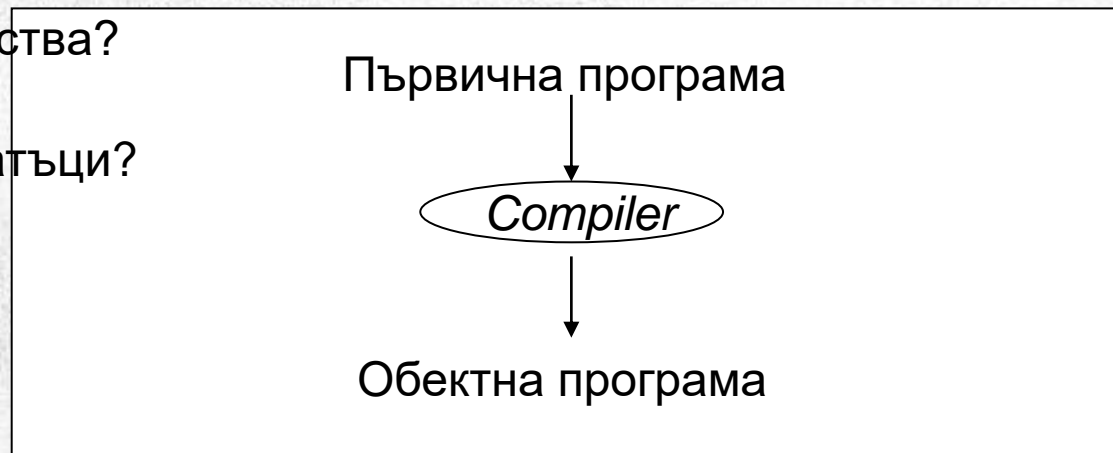 ства?
Първична програма
атъци?
Compiler
Обектна програма